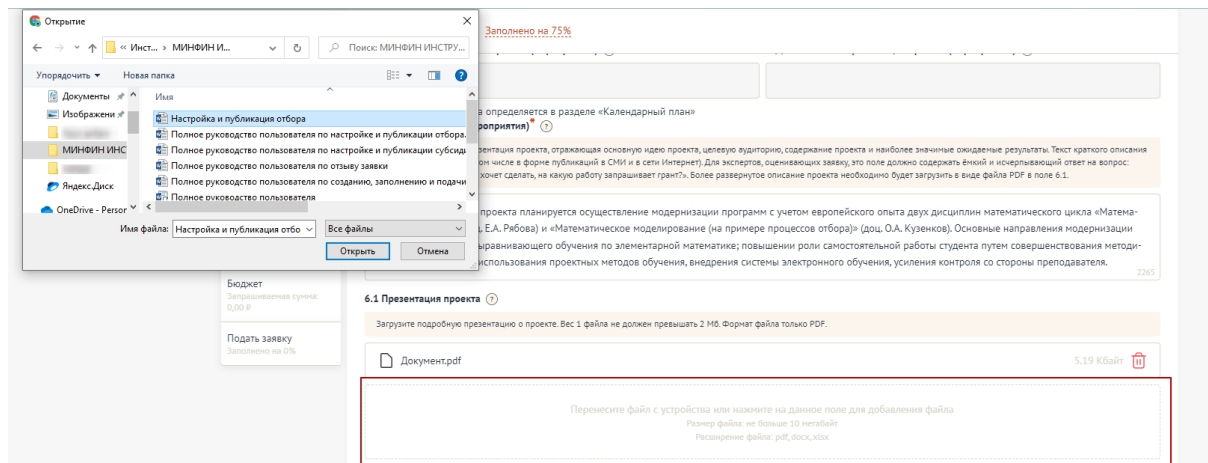 Открытие
Заполнено на 75%
« Инст... › МИНФИН И...
Поиск: МИНФИН ИНСТРУ...
Упорядочить
Новая папка
Документы
Имя
Изображени
МИНФИН ИНС
Яндекс.Диск
OneDrive - Person
Настройка и публикация отбора
Полное руководство пользователя по настройке и публикации отбора.
Полное руководство пользователя по настройке и публикации субсиди
Полное руководство пользователя по отзыву заявки
Полное руководство пользователя по созданию, заполнению и подачи
Полное руководство пользователя
Имя файла:
Настройка и публикация отбо
Все файлы
Открыть
Отмена
а определяется в разделе «Календарный план»
роприятия)* ?
зентация проекта, отражающая основную идею проекта, целевую аудиторию, содержание проекта и наиболее значимые ожидаемые результаты. Текст краткого описания
ом числе в форме публикаций в СМИ и в сети Интернет). Для экспертов, оценивающих заявку, это поле должно содержать ёмкий и исчерпывающий ответ на вопрос:
хочет сделать, на какую работу запрашивает грант?». Более развернутое описание проекта необходимо будет загрузить в виде файла PDF в поле 6.1.
проекта планируется осуществление модернизации программ с учетом европейского опыта двух дисциплин математического цикла «Матема-
ц. Е.А. Рябова) и «Математическое моделирование (на примере процессов отбора)» (доц. О.А. Кузенков). Основные направления модернизации
ыравнивающего обучения по элементарной математике; повышении роли самостоятельной работы студента путем совершенствования методи-
использования проектных методов обучения, внедрения системы электронного обучения, усиления контроля со стороны преподавателя.
2265
Бюджет
Запрашиваемая сумма:
0,00 ₽
Подать заявку
Заполнено на 0%
6.1 Презентация проекта ?
Загрузите подробную презентацию о проекте. Вес 1 файла не должен превышать 2 Мб. Формат файла только PDF.
Документ.pdf
5.19 Кбайт
Перенесите файл с устройства или нажмите на данное поле для добавления файла
Размер файла: не больше 10 мегабайт
Расширение файла: pdf, docx, xlsx